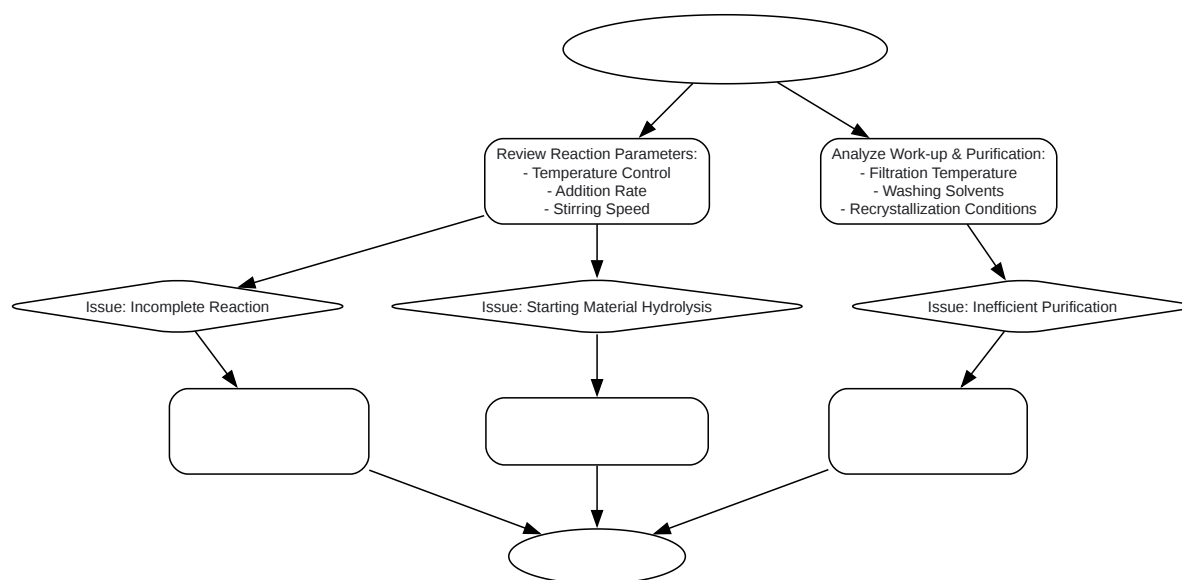 Review Reaction Parameters:
- Temperature Control
- Addition Rate
- Stirring Speed
Analyze Work-up & Purification:
- Filtration Temperature
- Washing Solvents
- Recrystallization Conditions
Issue: Incomplete Reaction
Issue: Starting Material Hydrolysis
Issue: Inefficient Purification